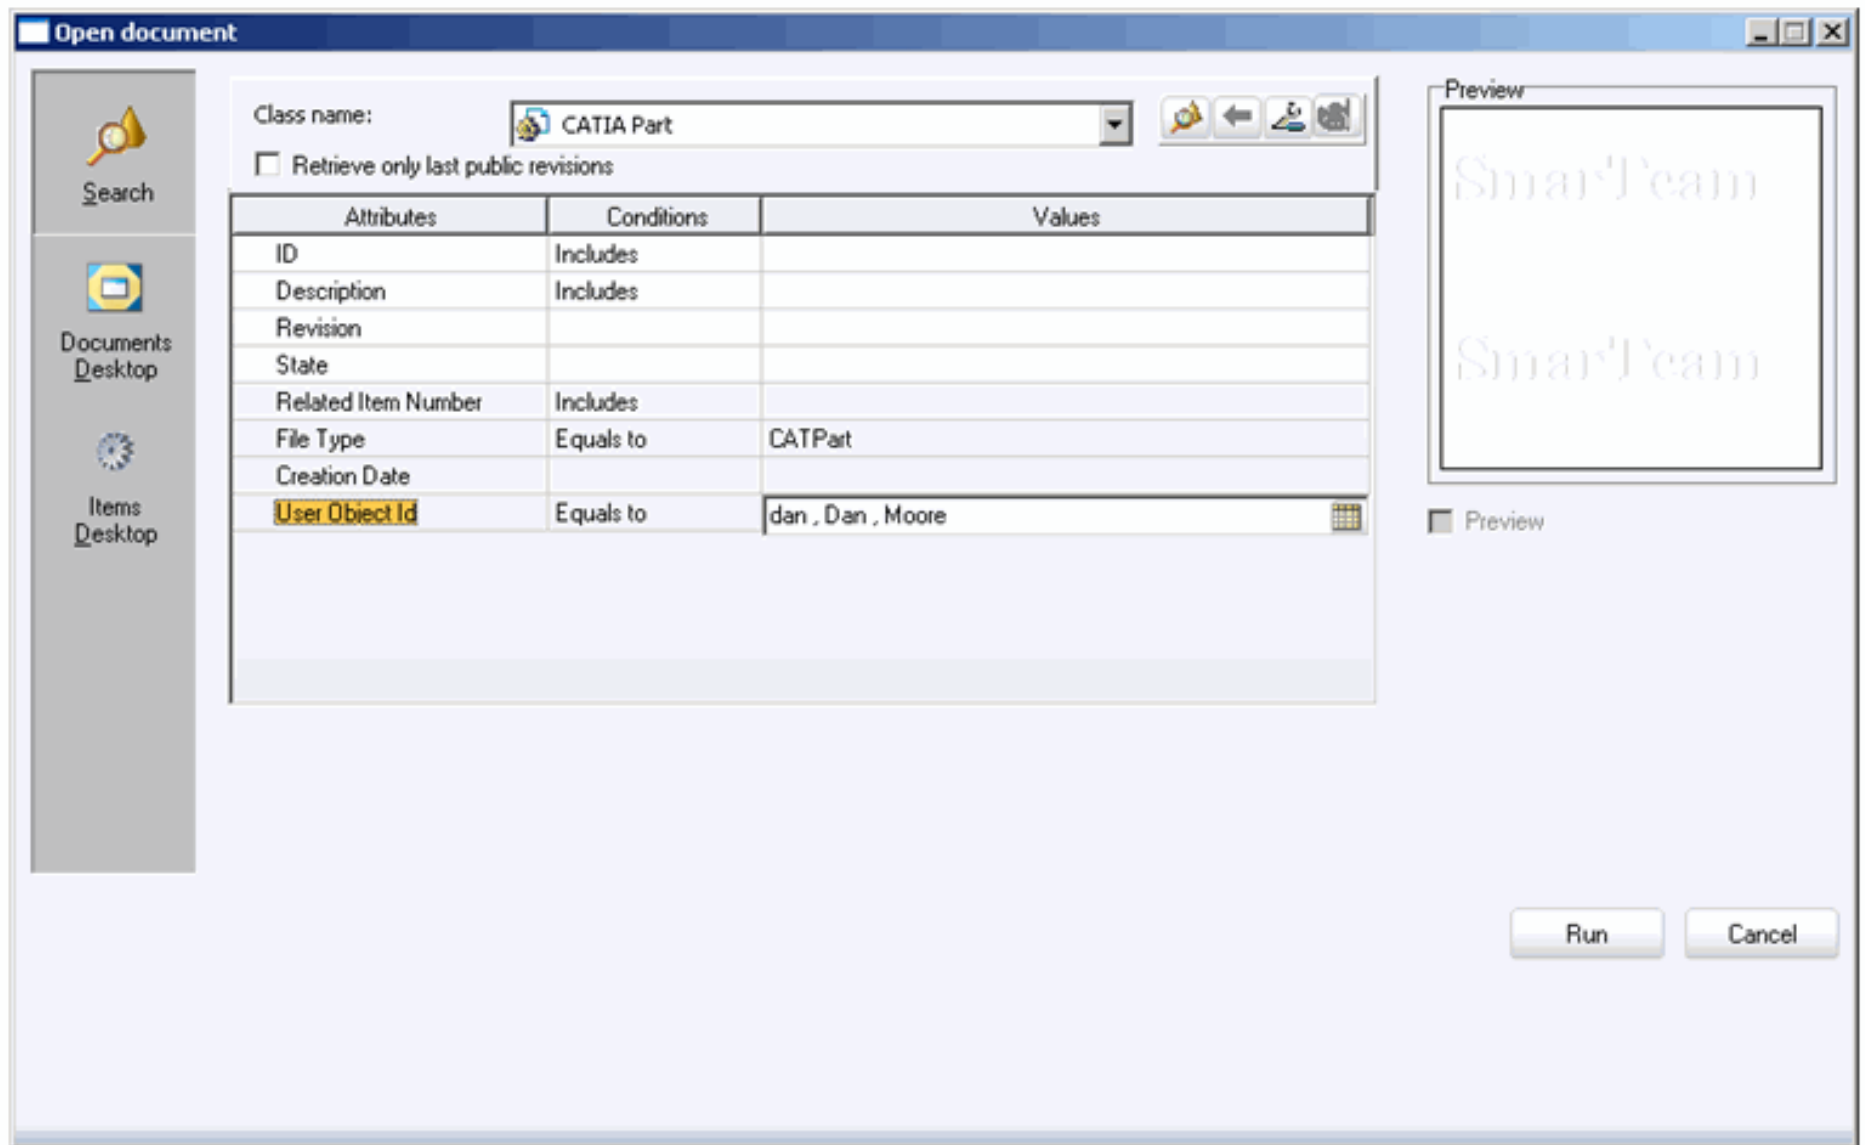 Open document
Search
Documents
Desktop
Items
Desktop
Class name:
CATIA Part
Retrieve only last public revisions
Attributes Conditions Values
ID Includes
Description Includes
Revision
State
Related Item Number Includes
File Type Equals to CATPart
Creation Date
User Object Id Equals to dan , Dan , Moore
Preview
SmarTeam
SmarTeam
Preview
Run Cancel